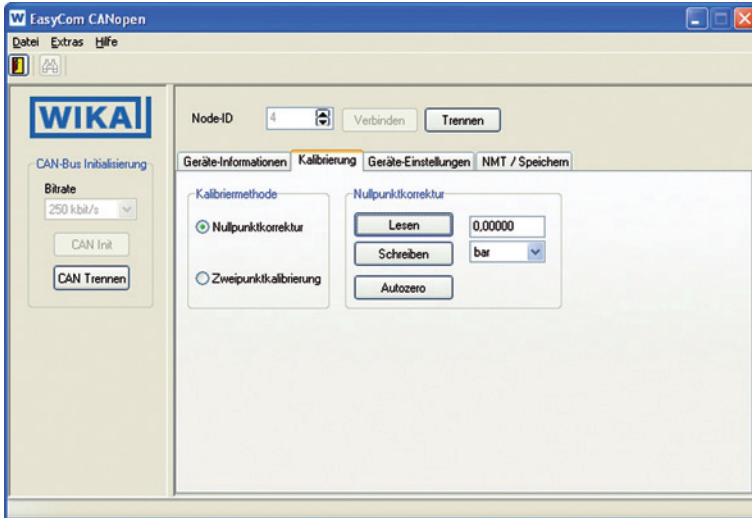 W EasyCom CANopen
Datei Extras Hilfe
WIKA
Node-ID 4 Verbinden Trennen
CAN-Bus Initialisierung
Bitrate
250 kbit/s
CAN Init
CAN Trennen
Geräte-Informationen Kalibrierung Geräte-Einstellungen NMT / Speichern
Kalibriermethode
Nullpunktkorrektur
Zweipunktkalibrierung
Nullpunktkorrektur
Lesen 0,00000
Schreiben bar
Autozero